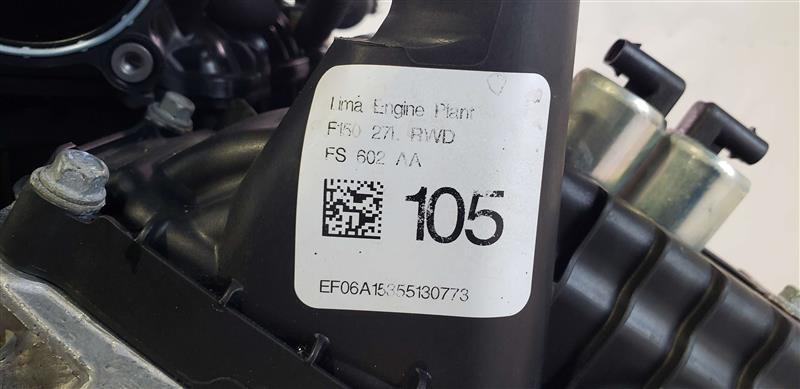 Lima Engine Plant
F150 27L RWD
FS 602 AA
105
EF06A15355130773